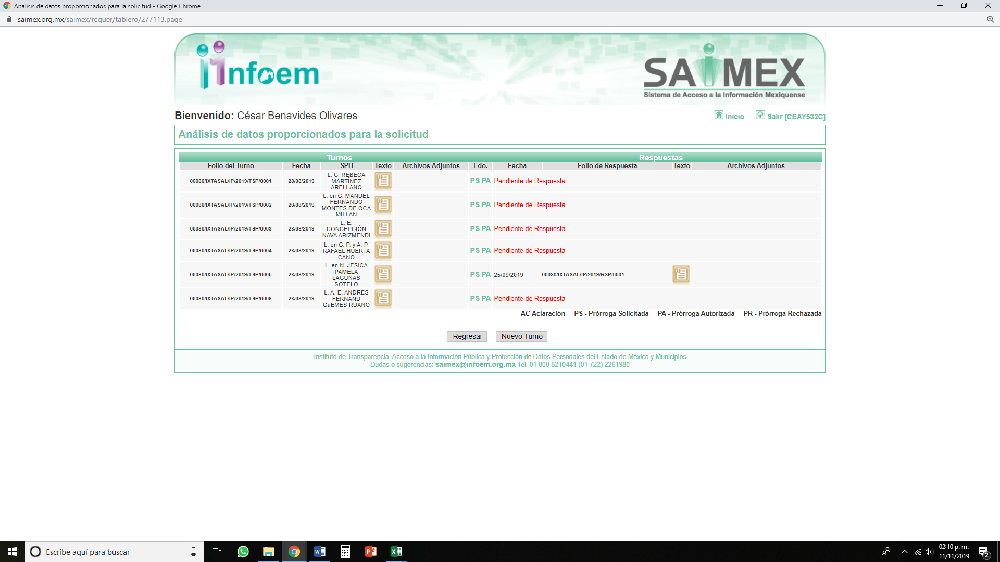 Análisis de datos proporcionados para la solicitud - Google Chrome
saimex.org.mx/saimex/requer/tablero/277113.page
infoem
SAIMEX
Sistema de Acceso a la Información Mexiquense
Bienvenido: César Benavides Olivares
Inicio Salir [CEAY532C]
Análisis de datos proporcionados para la solicitud
Turnos Respuestas
Folio del Turno Fecha SPH Texto Archivos Adjuntos Edo. Fecha Folio de Respuesta Texto Archivos Adjuntos
00080/IXTASAL/IP/2019/TSP/0001 28/08/2019 L. C. REBECA MARTÍNEZ ARELLANO PS PA Pendiente de Respuesta
00080/IXTASAL/IP/2019/TSP/0002 28/08/2019 L. en C. MANUEL FERNANDO MONTES DE OCA MILLAN PS PA Pendiente de Respuesta
00080/IXTASAL/IP/2019/TSP/0003 28/08/2019 L. E. CONCEPCIÓN NAVA ARIZMENDI PS PA Pendiente de Respuesta
00080/IXTASAL/IP/2019/TSP/0004 28/08/2019 L. en C. P. y A. P. RAFAEL HUERTA CANO PS PA Pendiente de Respuesta
00080/IXTASAL/IP/2019/TSP/0005 28/08/2019 L. en N. JESICA PAMELA LAGUNAS SOTELO PS PA 25/09/2019 00080/IXTASAL/IP/2019/RSP/0001
00080/IXTASAL/IP/2019/TSP/0006 28/08/2019 L. A. E. ANDRES FERNAND GüEMES RUANO PS PA Pendiente de Respuesta
AC Aclaración PS - Prórroga Solicitada PA - Prórroga Autorizada PR - Prórroga Rechazada
Regresar Nuevo Turno
Instituto de Transparencia, Acceso a la Información Pública y Protección de Datos Personales del Estado de México y Municipios
Dudas o sugerencias: saimex@infoem.org.mx Tel. 01 800 8210441 (01 722) 2261980
Escribe aquí para buscar
02:10 p. m.
11/11/2019
2